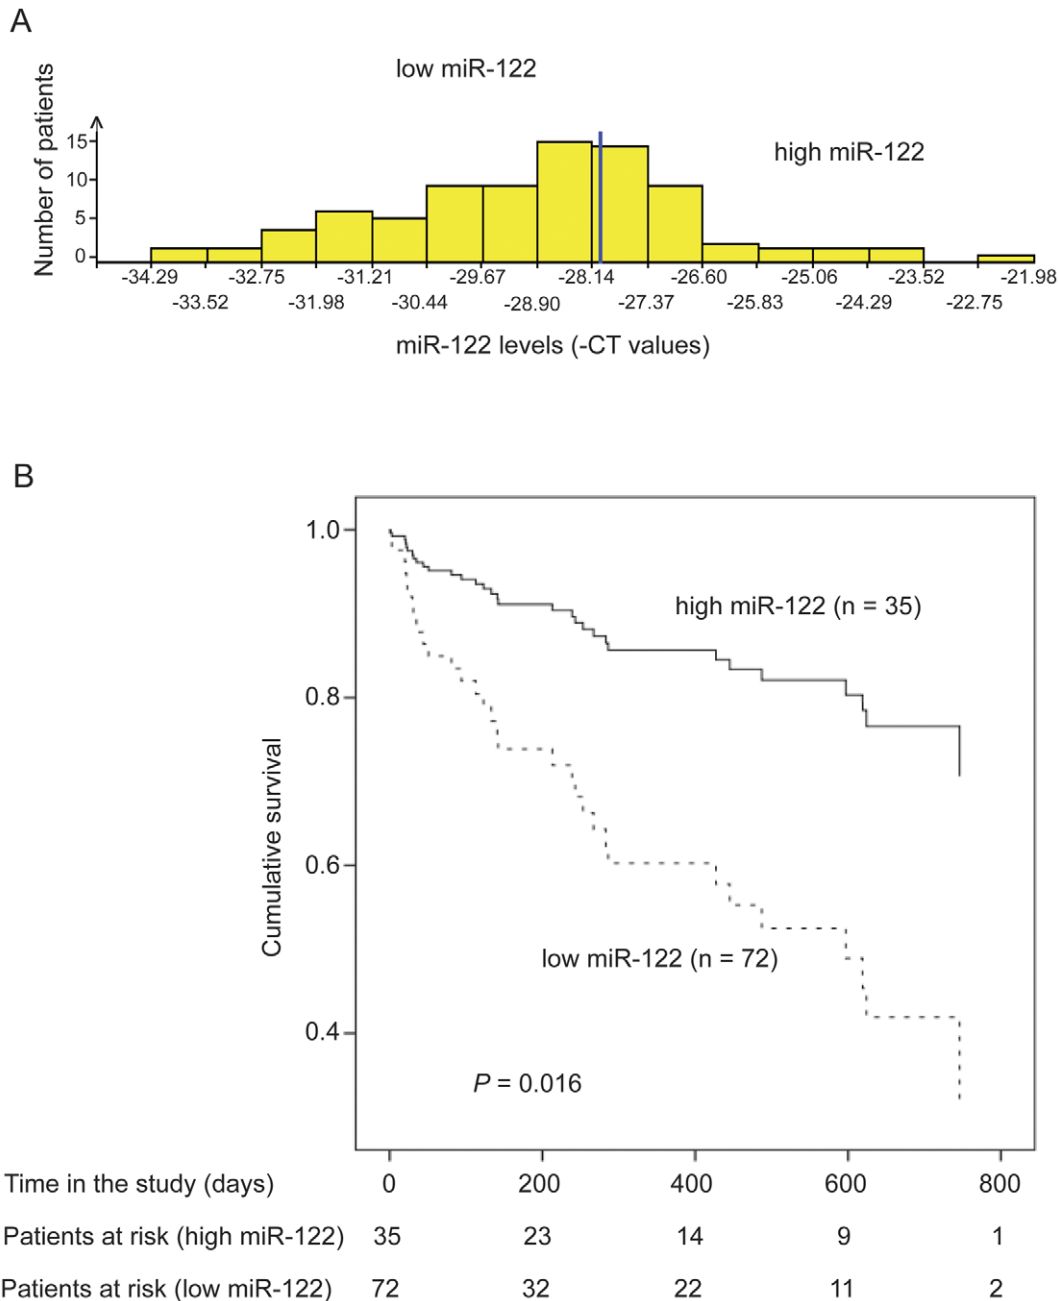 A
low miR-122
high miR-122
Number of patients
15
10
5
0
-34.29 -32.75 -31.21 -29.67 -28.14 -26.60 -25.06 -23.52 -21.98
-33.52 -31.98 -30.44 -28.90 -27.37 -25.83 -24.29 -22.75
miR-122 levels (-CT values)
B
1.0
0.8
0.6
0.4
Cumulative survival
high miR-122 (n = 35)
low miR-122 (n = 72)
P = 0.016
Time in the study (days) 0 200 400 600 800
Patients at risk (high miR-122) 35 23 14 9 1
Patients at risk (low miR-122) 72 32 22 11 2